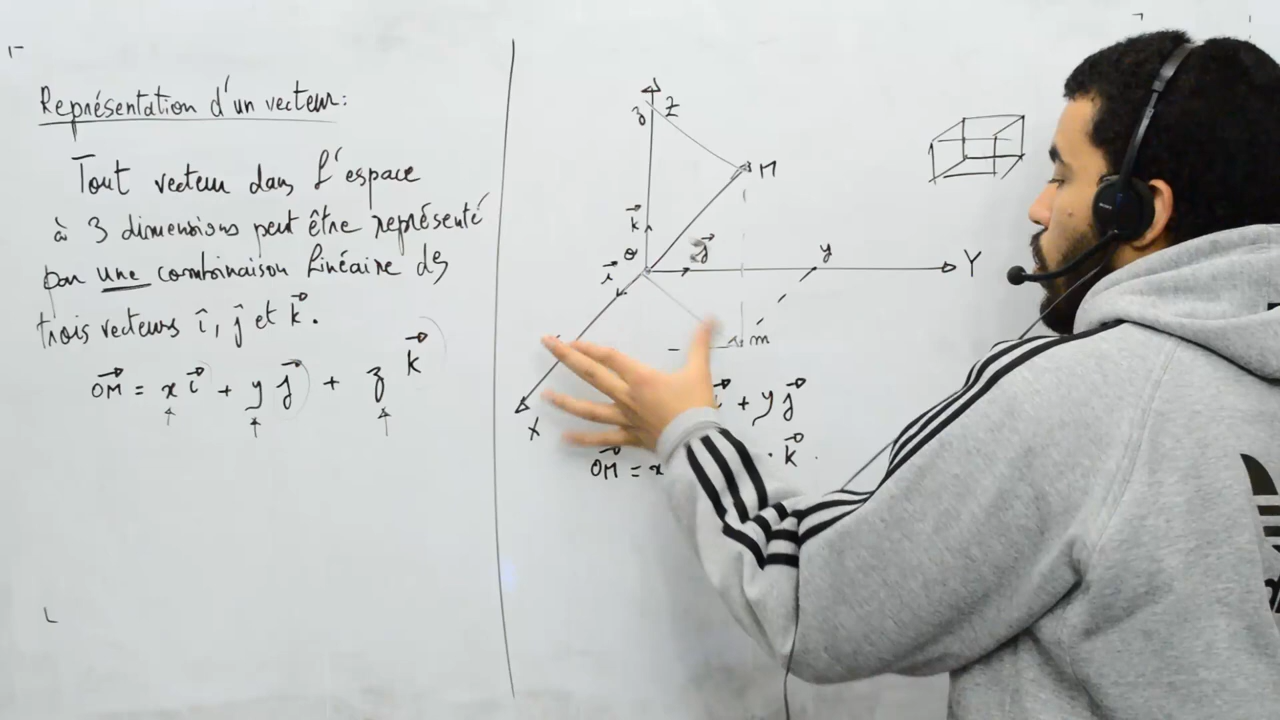 Représentation d'un vecteur:
Tout vecteur dans l'espace
à 3 dimensions peut être représenté
par une combinaison linéaire des
trois vecteurs î, ĵ et k⃗.
OM⃗ = x i⃗ + y j⃗ + z k⃗
z Z
M
k⃗
O j⃗ y Y
i⃗
m
X
i⃗ + y j⃗
OM⃗ = x . k⃗.